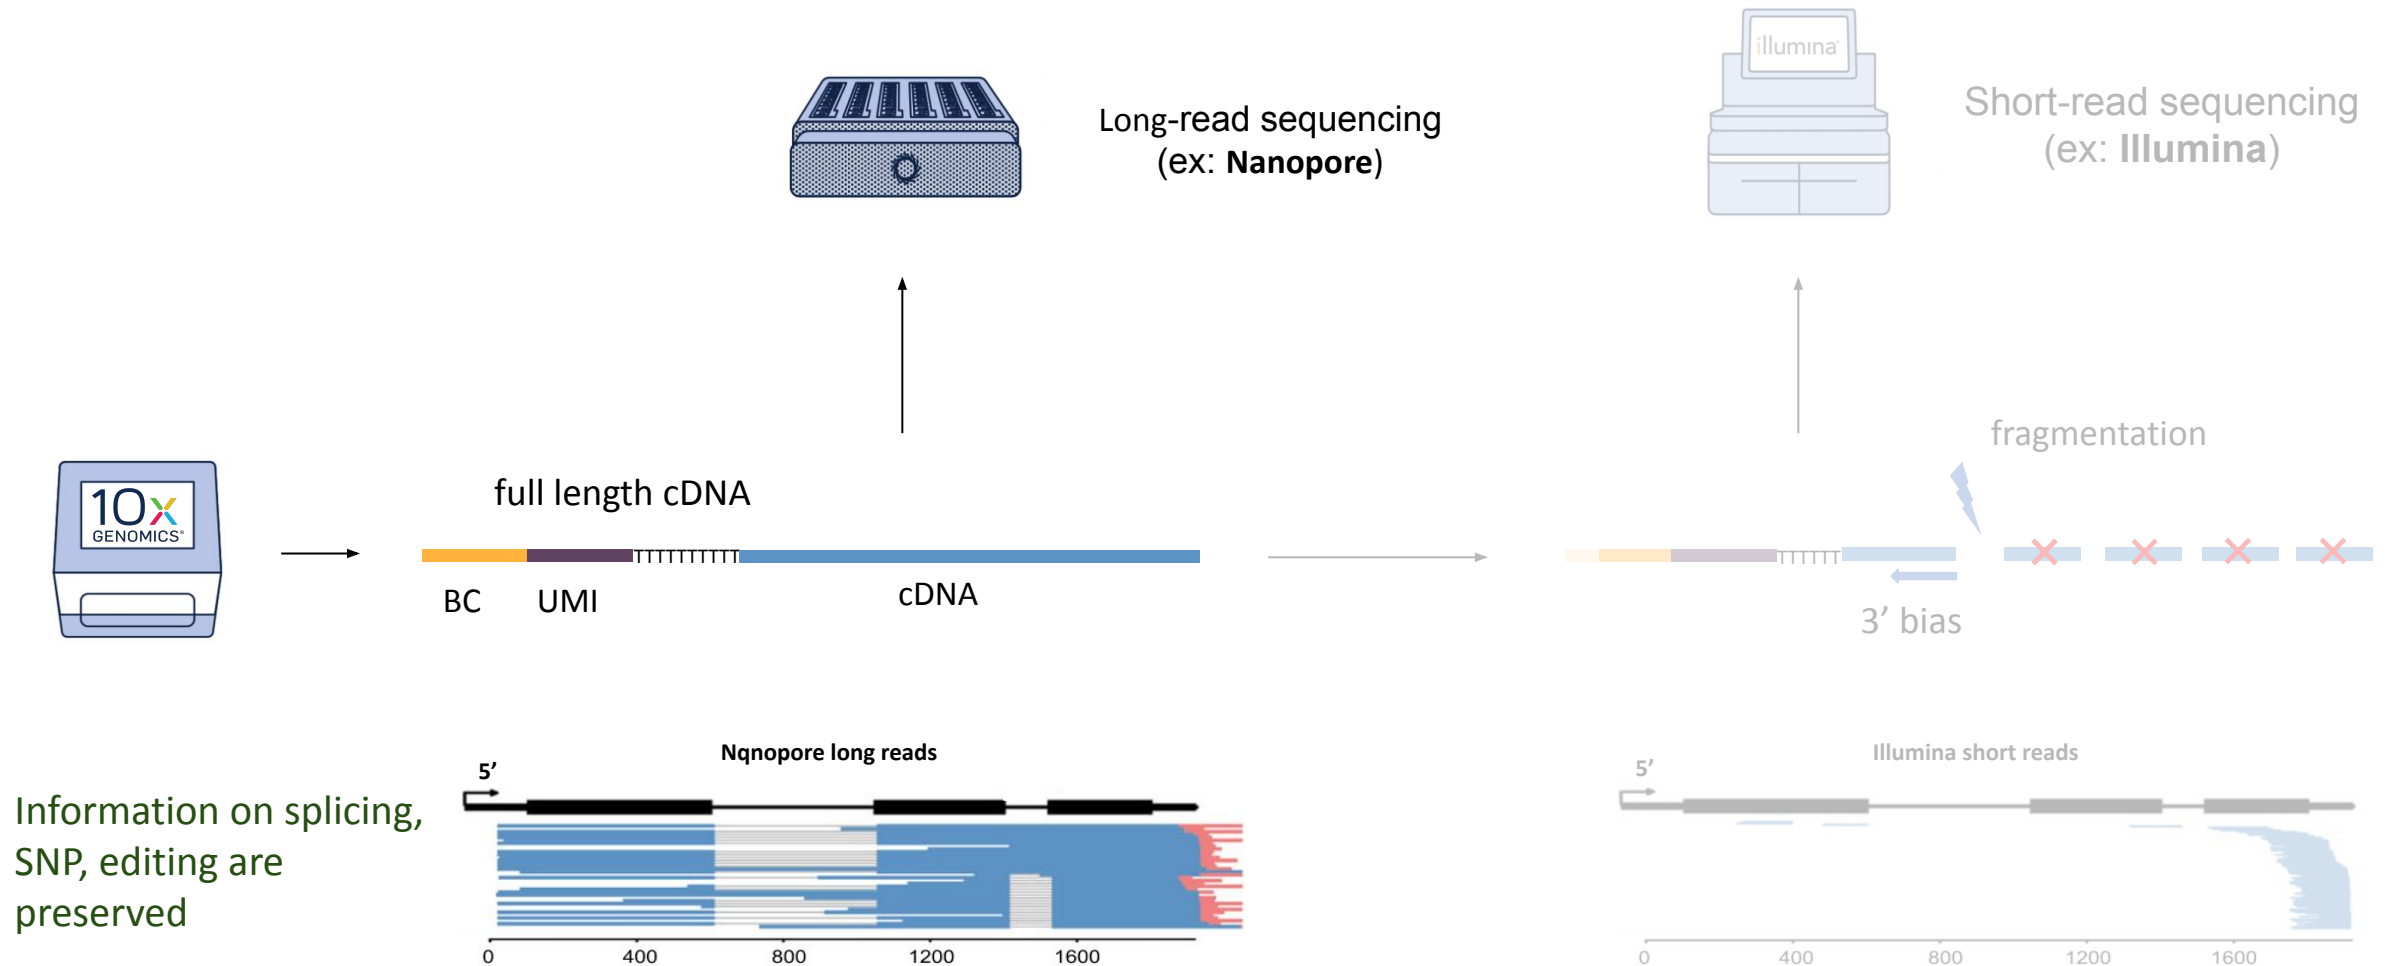 illumina
Long-read sequencing
(ex: Nanopore)
Short-read sequencing
(ex: Illumina)
fragmentation
10x
GENOMICS
full length cDNA
TTTTTTTTTT
TTTTTT
BC
UMI
cDNA
3’ bias
Nqnopore long reads
5’
Illumina short reads
5’
Information on splicing,
SNP, editing are
preserved
0 400 800 1200 1600
0 400 800 1200 1600